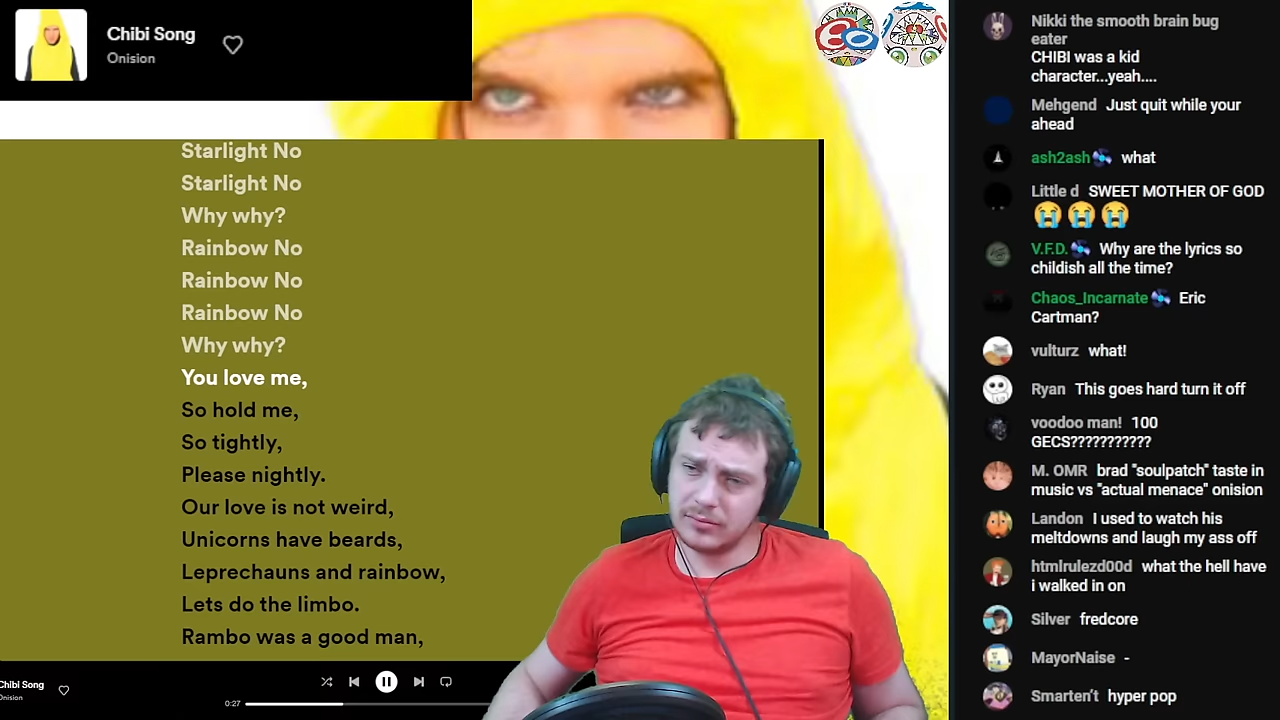 Chibi Song
Onision
Starlight No
Starlight No
Why why?
Rainbow No
Rainbow No
Rainbow No
Why why?
You love me,
So hold me,
So tightly,
Please nightly.
Our love is not weird,
Unicorns have beards,
Leprechauns and rainbow,
Lets do the limbo.
Rambo was a good man,
Chibi Song
Onision
0:27
Nikki the smooth brain bug
eater
CHIBI was a kid
character...yeah....
Mehgend Just quit while your
ahead
ash2ash what
Little d SWEET MOTHER OF GOD
😭😭😭
V.F.D. Why are the lyrics so
childish all the time?
Chaos_Incarnate Eric
Cartman?
vulturz what!
Ryan This goes hard turn it off
voodoo man! 100
GECS???????????
M. OMR brad "soulpatch" taste in
music vs "actual menace" onision
Landon I used to watch his
meltdowns and laugh my ass off
htmlrulezd00d what the hell have
i walked in on
Silver fredcore
MayorNaise -
Smarten't hyper pop